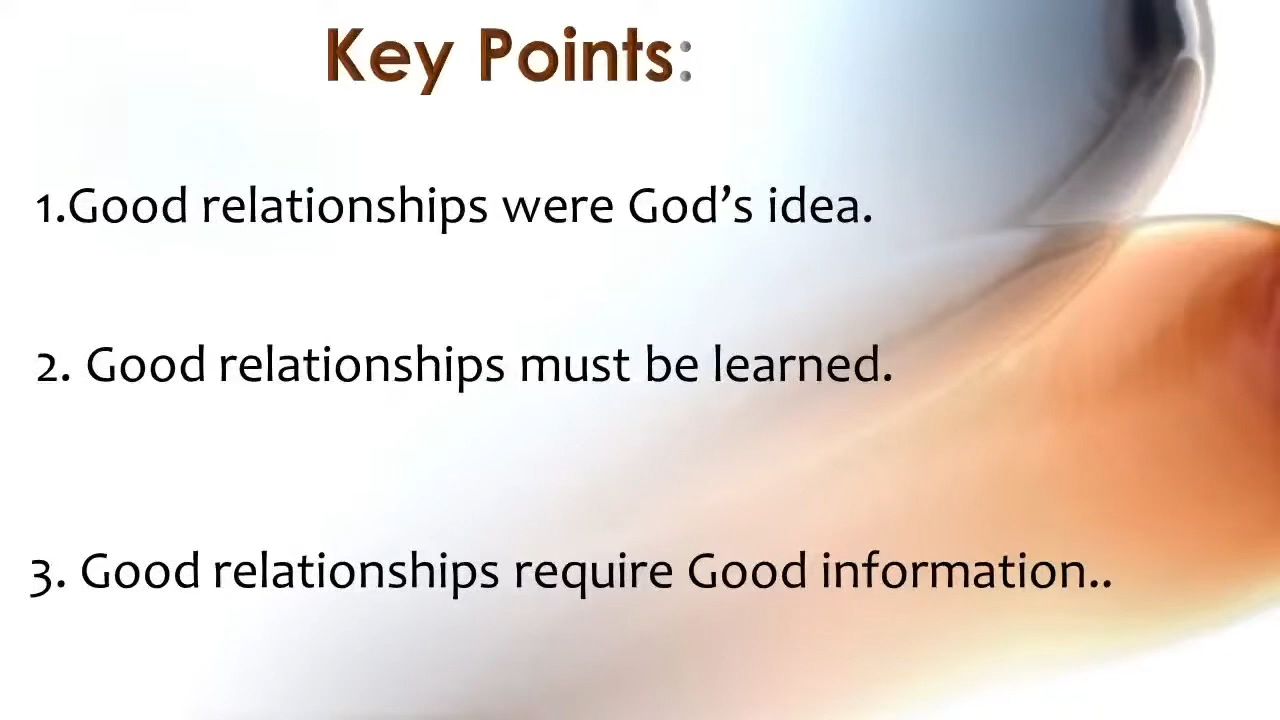 Key Points:
1.Good relationships were God’s idea.
2. Good relationships must be learned.
3. Good relationships require Good information..